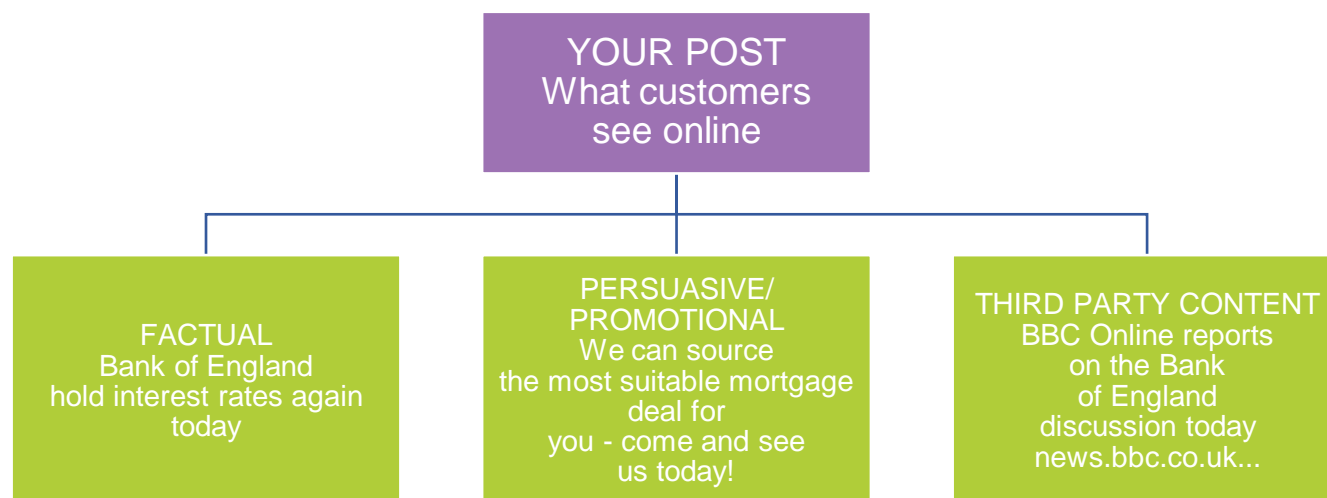 YOUR POST
What customers
see online
FACTUAL
Bank of England
hold interest rates again
today
PERSUASIVE/
PROMOTIONAL
We can source
the most suitable mortgage
deal for
you - come and see
us today!
THIRD PARTY CONTENT
BBC Online reports
on the Bank
of England
discussion today
news.bbc.co.uk...